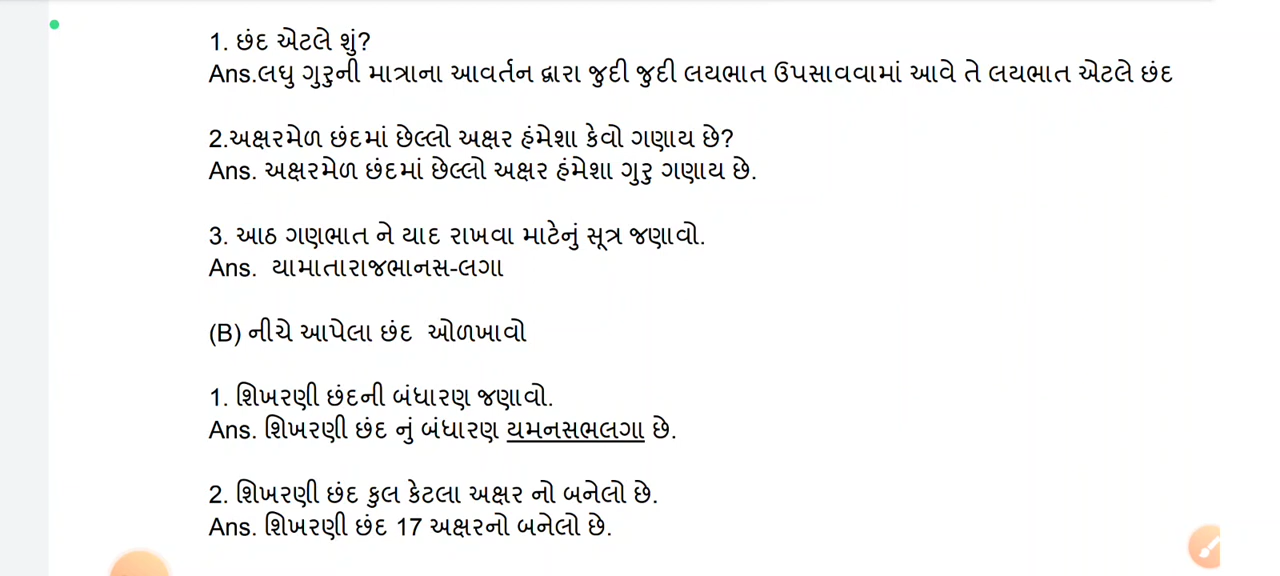 1. છંદ એટલે શું?
Ans.લઘુ ગુરુની માત્રાના આવર્તન દ્વારા જુદી જુદી લયભાત ઉપસાવવામાં આવે તે લયભાત એટલે છંદ
2.અક્ષરમેળ છંદમાં છેલ્લો અક્ષર હંમેશા કેવો ગણાય છે?
Ans. અક્ષરમેળ છંદમાં છેલ્લો અક્ષર હંમેશા ગુરુ ગણાય છે.
3. આઠ ગણભાત ને યાદ રાખવા માટેનું સૂત્ર જણાવો.
Ans. યામાતારાજભાનસ-લગા
(B) નીચે આપેલા છંદ ઓળખાવો
1. શિખરણી છંદની બંધારણ જણાવો.
Ans. શિખરણી છંદ નું બંધારણ યમનસભલગા છે.
2. શિખરણી છંદ કુલ કેટલા અક્ષર નો બનેલો છે.
Ans. શિખરણી છંદ 17 અક્ષરનો બનેલો છે.